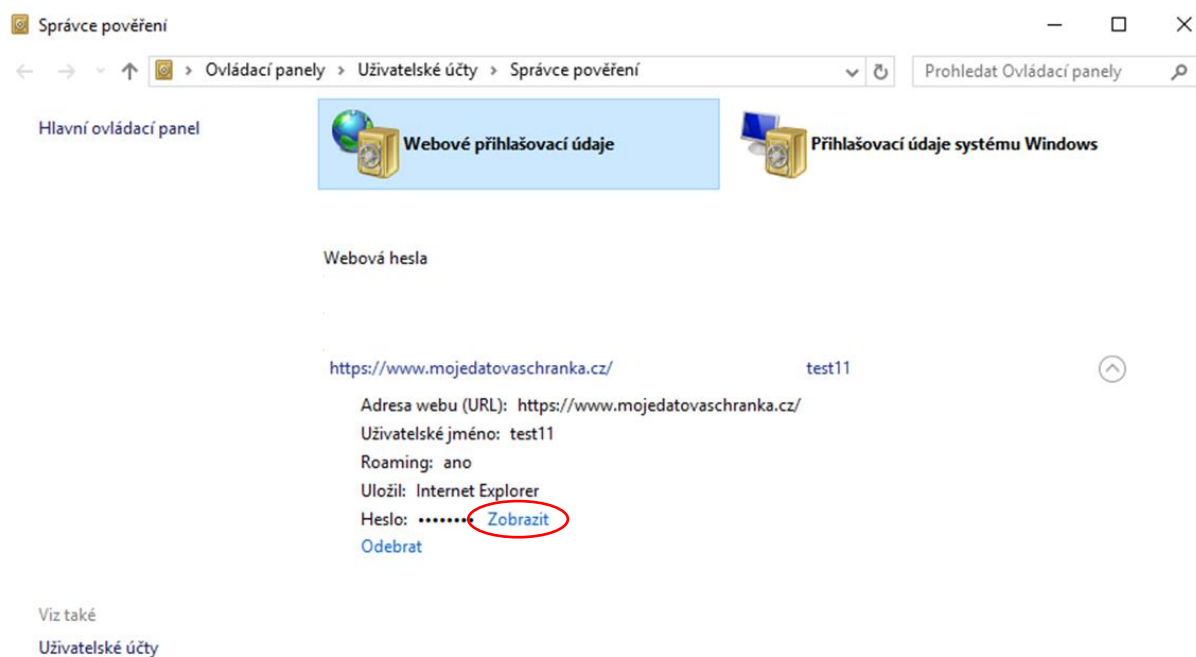 Správce pověření
Ovládací panely > Uživatelské účty > Správce pověření
Prohledat Ovládací panely
Hlavní ovládací panel
Webové přihlašovací údaje
Přihlašovací údaje systému Windows
Webová hesla
https://www.mojedatovaschranka.cz/ test11
Adresa webu (URL): https://www.mojedatovaschranka.cz/
Uživatelské jméno: test11
Roaming: ano
Uložil: Internet Explorer
Heslo: •••••••• Zobrazit
Odebrat
Viz také
Uživatelské účty